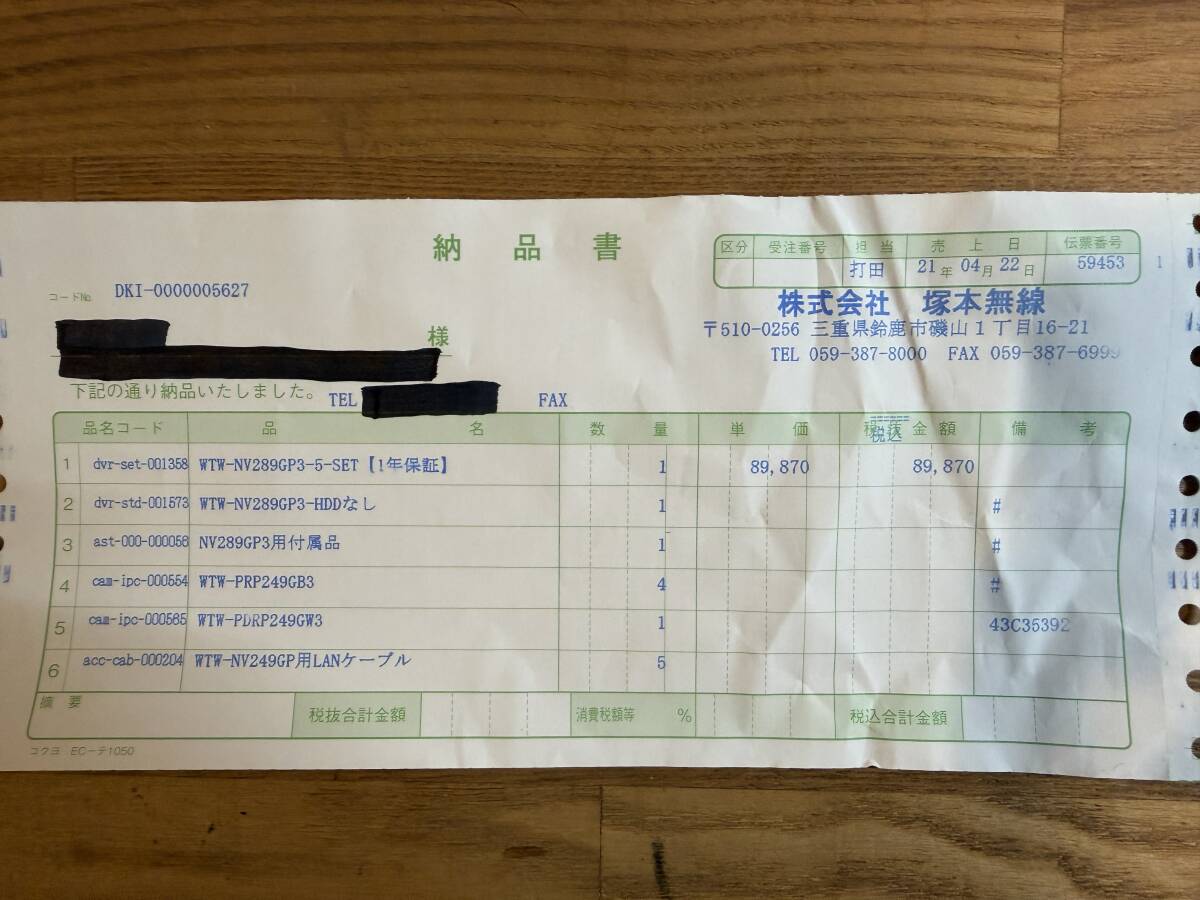 納品書
区分 受注番号 担当 売上日 伝票番号
打田 21年 04月 22日 59453 1
コードNo. DKI-0000005627
株式会社 塚本無線
〒510-0256 三重県鈴鹿市磯山1丁目16-21
TEL 059-387-8000 FAX 059-387-6999
様
下記の通り納品いたしました。 TEL FAX
品名コード 品名 数量 単価 税抜金額 備考
税込
1 dvr-set-001358 WTW-NV289GP3-5-SET【1年保証】 1 89,870 89,870
2 dvr-std-001573 WTW-NV289GP3-HDDなし 1 #
3 ast-000-000058 NV289GP3用付属品 1 #
4 cam-ipc-000554 WTW-PRP249GB3 4 #
5 cam-ipc-000565 WTW-PDRP249GW3 1 43C35392
6 acc-cab-000204 WTW-NV249GP用LANケーブル 5
摘要 税抜合計金額 消費税額等 % 税込合計金額
コクヨ EC-テ1050